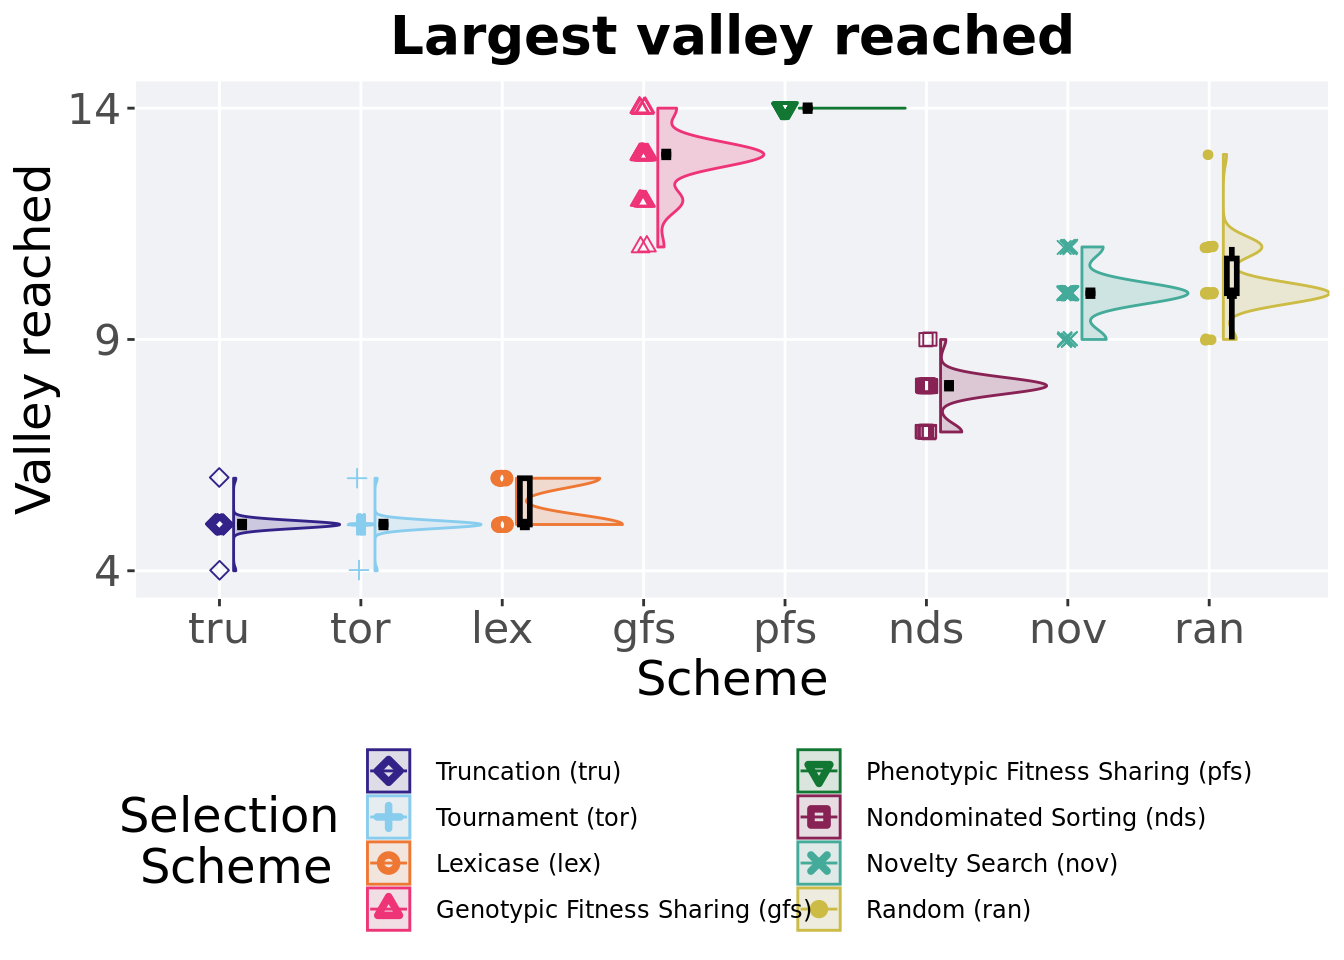 Largest valley reached
Valley reached
14
9
4
tru tor lex gfs pfs nds nov ran
Scheme
Selection
Scheme
Truncation (tru)
Tournament (tor)
Lexicase (lex)
Genotypic Fitness Sharing (gfs)
Phenotypic Fitness Sharing (pfs)
Nondominated Sorting (nds)
Novelty Search (nov)
Random (ran)